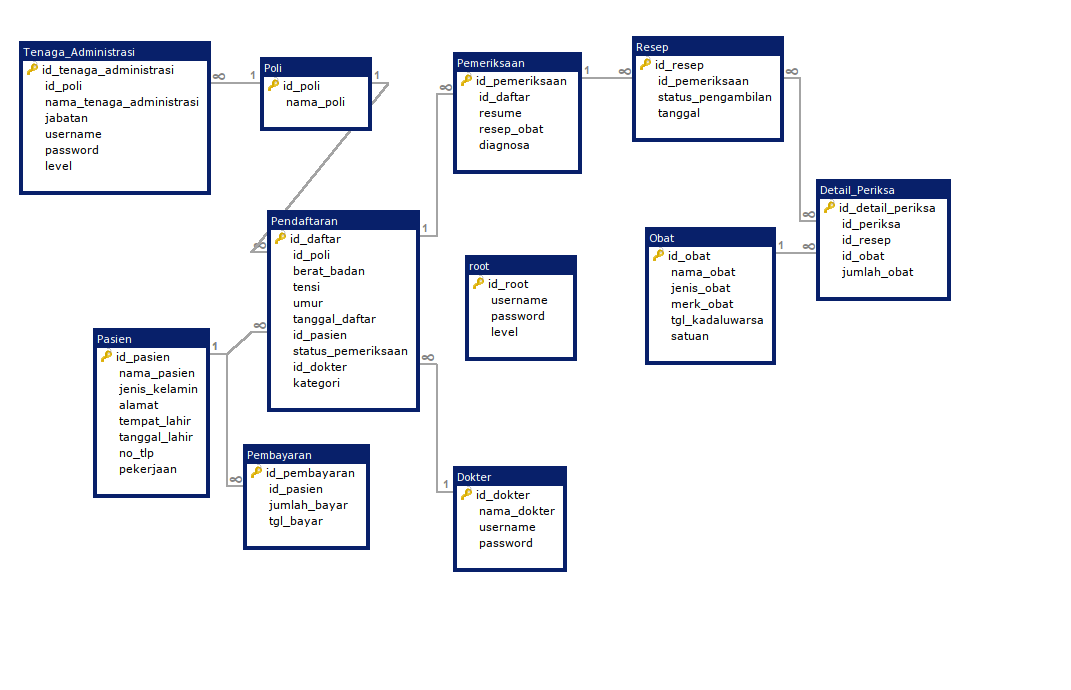 Tenaga_Administrasi
id_tenaga_administrasi
id_poli
nama_tenaga_administrasi
jabatan
username
password
level
∞
1
Poli
id_poli
nama_poli
1
Pemeriksaan
id_pemeriksaan
id_daftar
resume
resep_obat
diagnosa
∞
1
∞
Resep
id_resep
id_pemeriksaan
status_pengambilan
tanggal
∞
∞
Detail_Periksa
id_detail_periksa
id_periksa
id_resep
id_obat
jumlah_obat
Pendaftaran
id_daftar
id_poli
berat_badan
tensi
umur
tanggal_daftar
id_pasien
status_pemeriksaan
id_dokter
kategori
∞
∞
1
∞
root
id_root
username
password
level
Obat
id_obat
nama_obat
jenis_obat
merk_obat
tgl_kadaluwarsa
satuan
1
∞
Pasien
id_pasien
nama_pasien
jenis_kelamin
alamat
tempat_lahir
tanggal_lahir
no_tlp
pekerjaan
1
∞
Pembayaran
id_pembayaran
id_pasien
jumlah_bayar
tgl_bayar
1
Dokter
id_dokter
nama_dokter
username
password